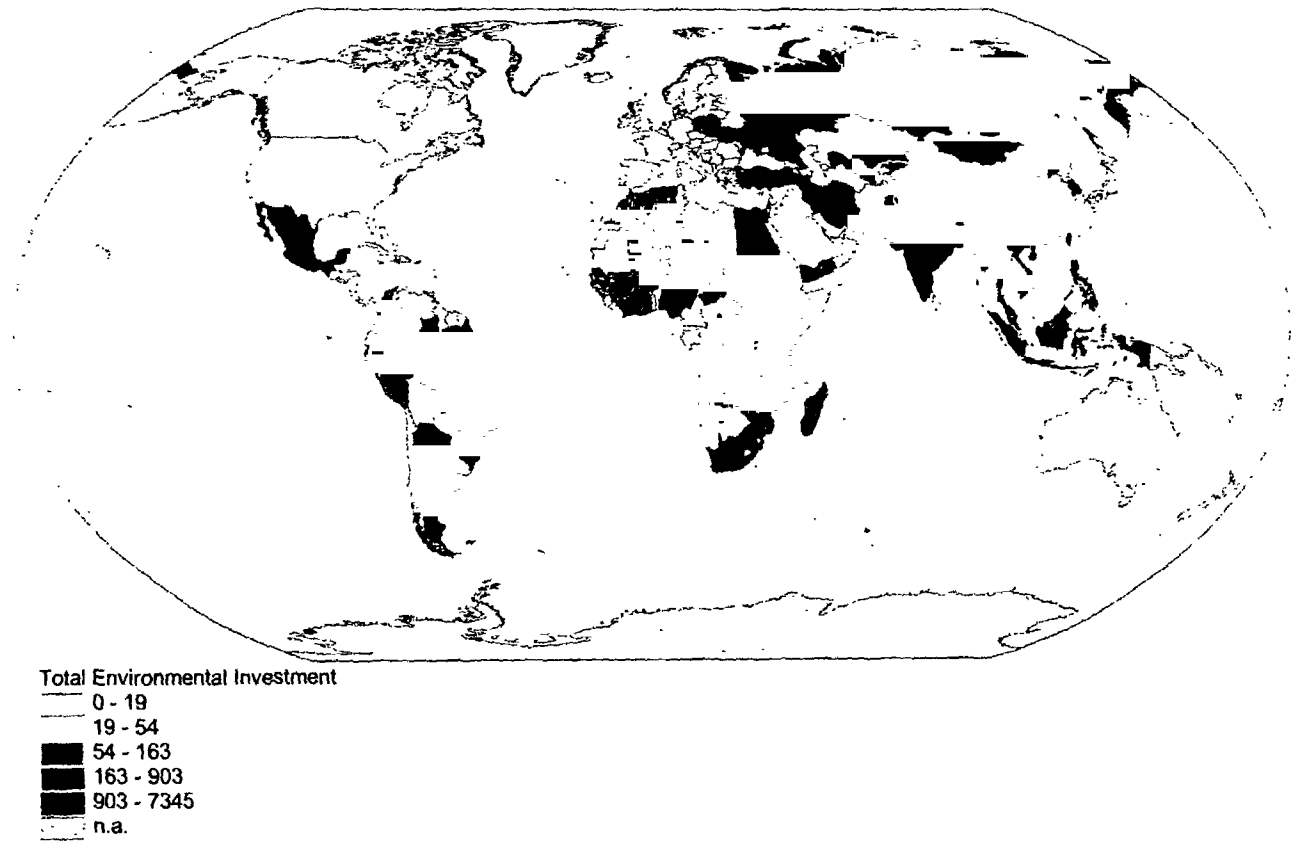 Total Environmental Investment
0 - 19
19 - 54
54 - 163
163 - 903
903 - 7345
n.a.